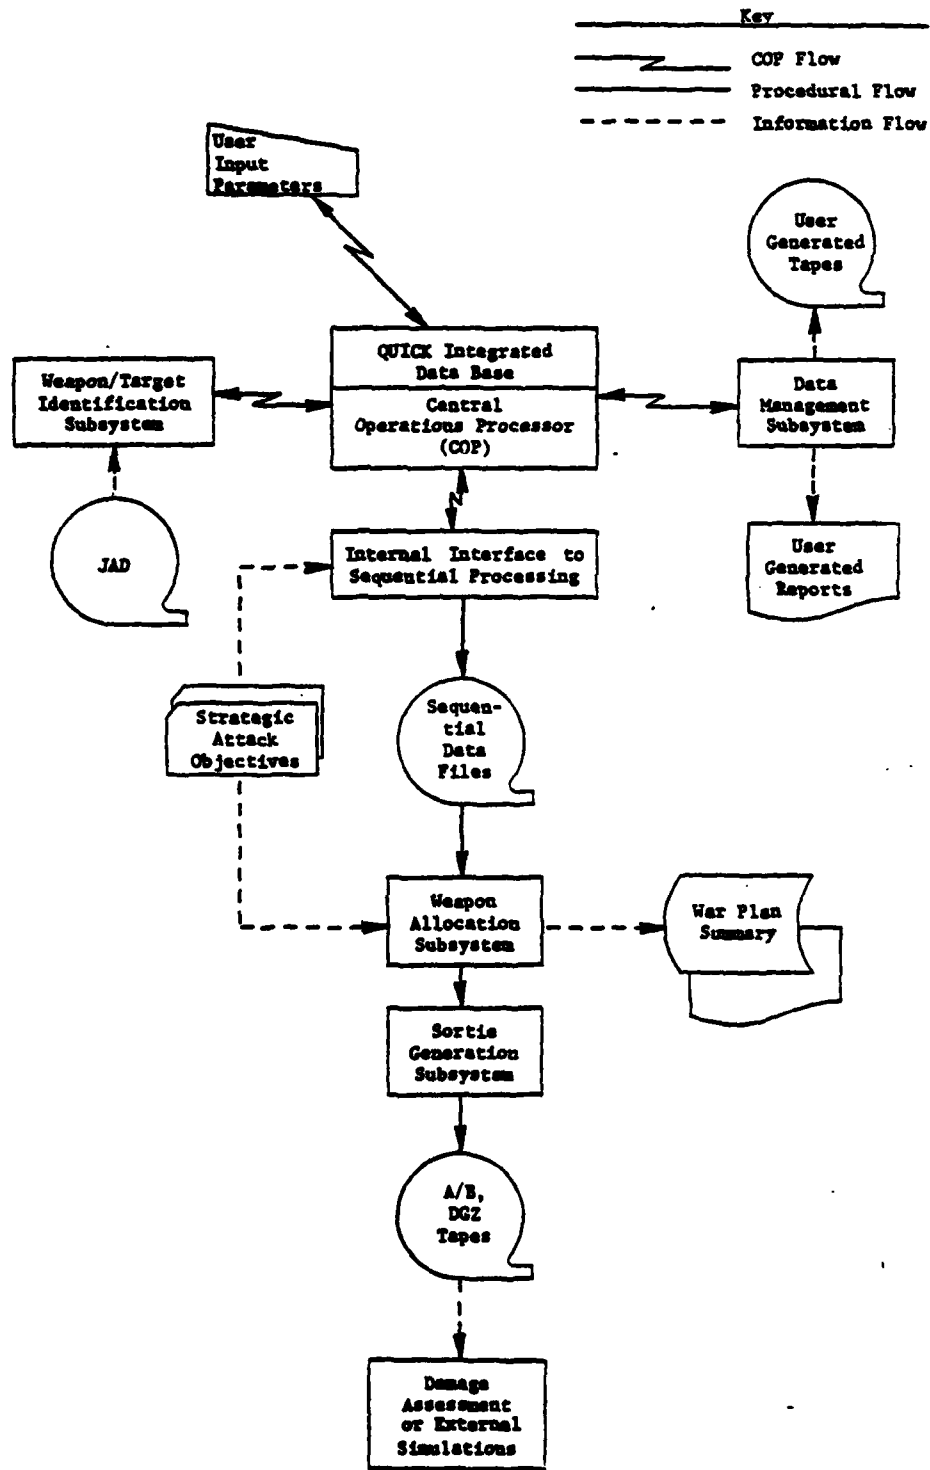 Key
COP Flow
Procedural Flow
Information Flow
User
Input
Parameters
User
Generated
Tapes
QUICK Integrated
Data Base
Central
Operations Processor
(COP)
Weapon/Target
Identification
Subsystem
Data
Management
Subsystem
JAD
Internal Interface to
Sequential Processing
User
Generated
Reports
Strategic
Attack
Objectives
Sequen-
tial
Data
Files
Weapon
Allocation
Subsystem
War Plan
Summary
Sortie
Generation
Subsystem
A/B,
DGZ
Tapes
Damage
Assessment
or External
Simulations